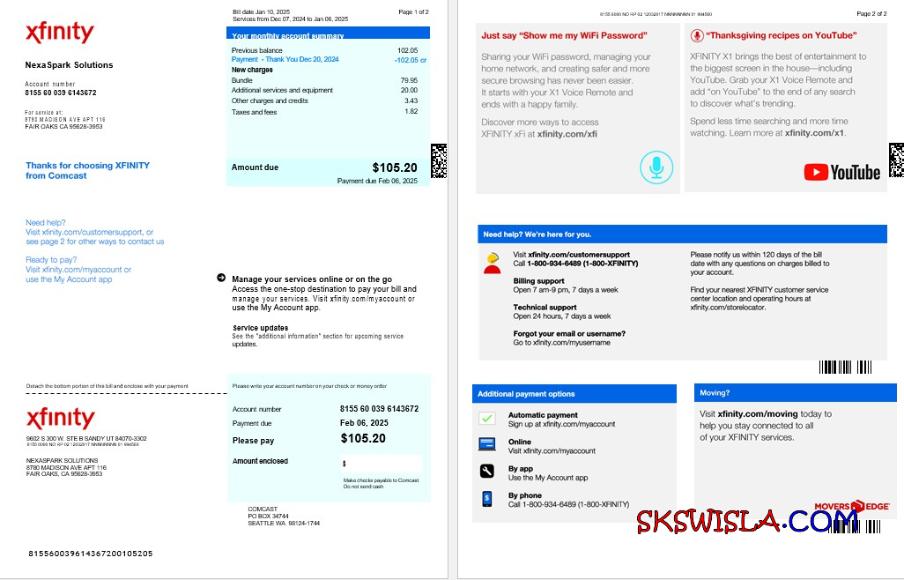 Bill date Jan 10, 2025 Page 1 of 2
Services from Dec 07, 2024 to Jan 06, 2025
xfinity
NexaSpark Solutions
Account number
8155 60 039 6143672
For service at:
8780 MADISON AVE APT 116
FAIR OAKS CA 95628-3953
Your monthly account summary
Previous balance 102.05
Payment - Thank You Dec 20, 2024 -102.05 cr
New charges
Bundle 79.95
Additional services and equipment 20.00
Other charges and credits 3.43
Taxes and fees 1.82
Amount due $105.20
Payment due Feb 06, 2025
Thanks for choosing XFINITY
from Comcast
Need help?
Visit xfinity.com/customersupport, or
see page 2 for other ways to contact us
Ready to pay?
Visit xfinity.com/myaccount or
use the My Account app
Manage your services online or on the go
Access the one-stop destination to pay your bill and
manage your services. Visit xfinity.com/myaccount or
use the My Account app.
Service updates
See the "additional information" section for upcoming service
updates.
Detach the bottom portion of this bill and enclose with your payment
Please write your account number on your check or money order
xfinity
9602 S 300 W. STE B SANDY UT 84070-3302
NEXASPARK SOLUTIONS
8780 MADISON AVE APT 116
FAIR OAKS, CA 95628-3953
Account number 8155 60 039 6143672
Payment due Feb 06, 2025
Please pay $105.20
Amount enclosed $
Make checks payable to Comcast
Do not send cash
COMCAST
PO BOX 34744
SEATTLE WA 98124-1744
815560039614367200105205
Page 2 of 2
Just say “Show me my WiFi Password”
Sharing your WiFi password, managing your
home network, and creating safer and more
secure browsing has never been easier.
It starts with your X1 Voice Remote and
ends with a happy family.
Discover more ways to access
XFINITY xFi at xfinity.com/xfi
“Thanksgiving recipes on YouTube”
XFINITY X1 brings the best of entertainment to
the biggest screen in the house—including
YouTube. Grab your X1 Voice Remote and
add “on YouTube” to the end of any search
to discover what’s trending.
Spend less time searching and more time
watching. Learn more at xfinity.com/x1.
YouTube
Need help? We’re here for you.
Visit xfinity.com/customersupport
Call 1-800-934-6489 (1-800-XFINITY)
Billing support
Open 7 am-9 pm, 7 days a week
Technical support
Open 24 hours, 7 days a week
Forgot your email or username?
Go to xfinity.com/myusername
Please notify us within 120 days of the bill
date with any questions or charges billed to
your account.
Find your nearest XFINITY customer service
center location and operating hours at
xfinity.com/storelocator.
Additional payment options
Automatic payment
Sign up at xfinity.com/myaccount
Online
Visit xfinity.com/myaccount
By app
Use the My Account app
By phone
Call 1-800-934-6489 (1-800-XFINITY)
Moving?
Visit xfinity.com/moving today to
help you stay connected to all
of your XFINITY services.
MOVERS EDGE
SKSWISLA.COM